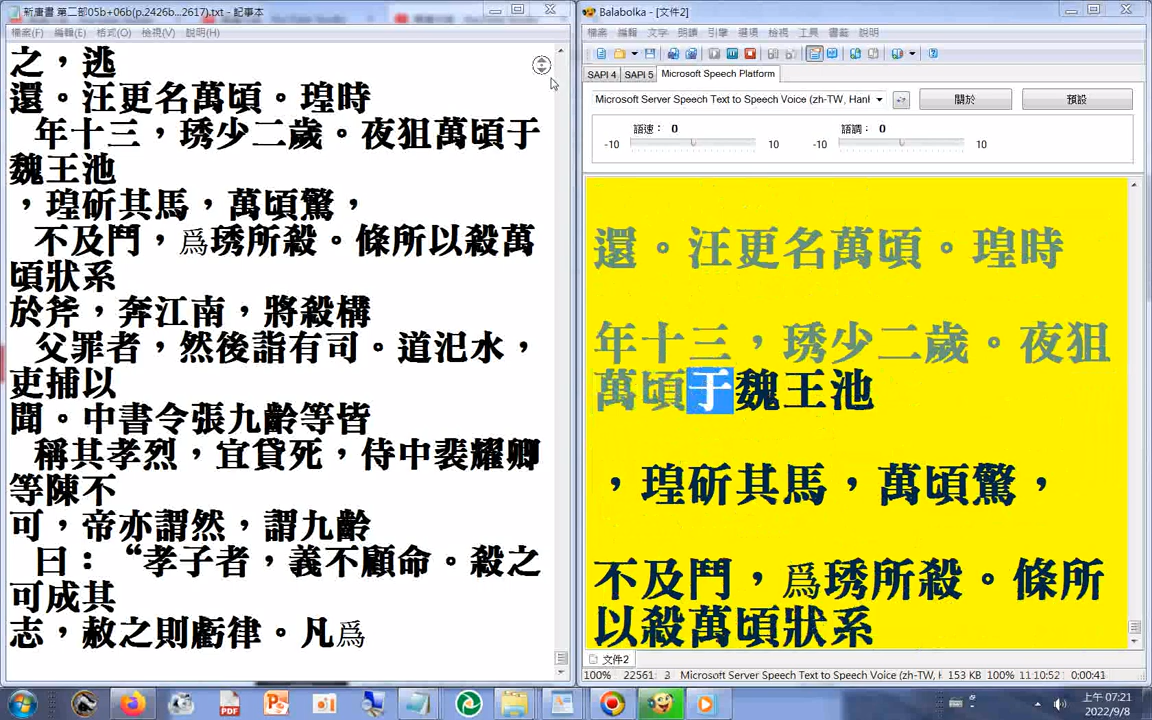 新唐書 第二部05b+06b(p.2426b...2617).txt - 記事本
檔案(F) 編輯(E) 格式(O) 檢視(V) 說明(H)
之，逃
還。汪更名萬頃。瑝時
年十三，琇少二歲。夜狙萬頃于
魏王池
，瑝斫其馬，萬頃驚，
不及鬥，爲琇所殺。條所以殺萬
頃狀系
於斧，奔江南，將殺構
父罪者，然後詣有司。道汜水，
吏捕以
聞。中書令張九齡等皆
稱其孝烈，宜貸死，侍中裴耀卿
等陳不
可，帝亦謂然，謂九齡
曰：“孝子者，義不顧命。殺之
可成其
志，赦之則虧律。凡爲
Balabolka - [文件2]
檔案 編輯 文字 朗讀 引擎 選項 檢視 工具 書籤 說明
SAPI 4 SAPI 5 Microsoft Speech Platform
Microsoft Server Speech Text to Speech Voice (zh-TW, Hanl 關於 預設
語速： 0 語調： 0
-10 10 -10 10
還。汪更名萬頃。瑝時
年十三，琇少二歲。夜狙
萬頃于魏王池
，瑝斫其馬，萬頃驚，
不及鬥，爲琇所殺。條所
以殺萬頃狀系
文件2
100% 22561: 3 Microsoft Server Speech Text to Speech Voice (zh-TW, 153 KB 100% 11:10:52 0:00:41
上午 07:21
2022/9/8